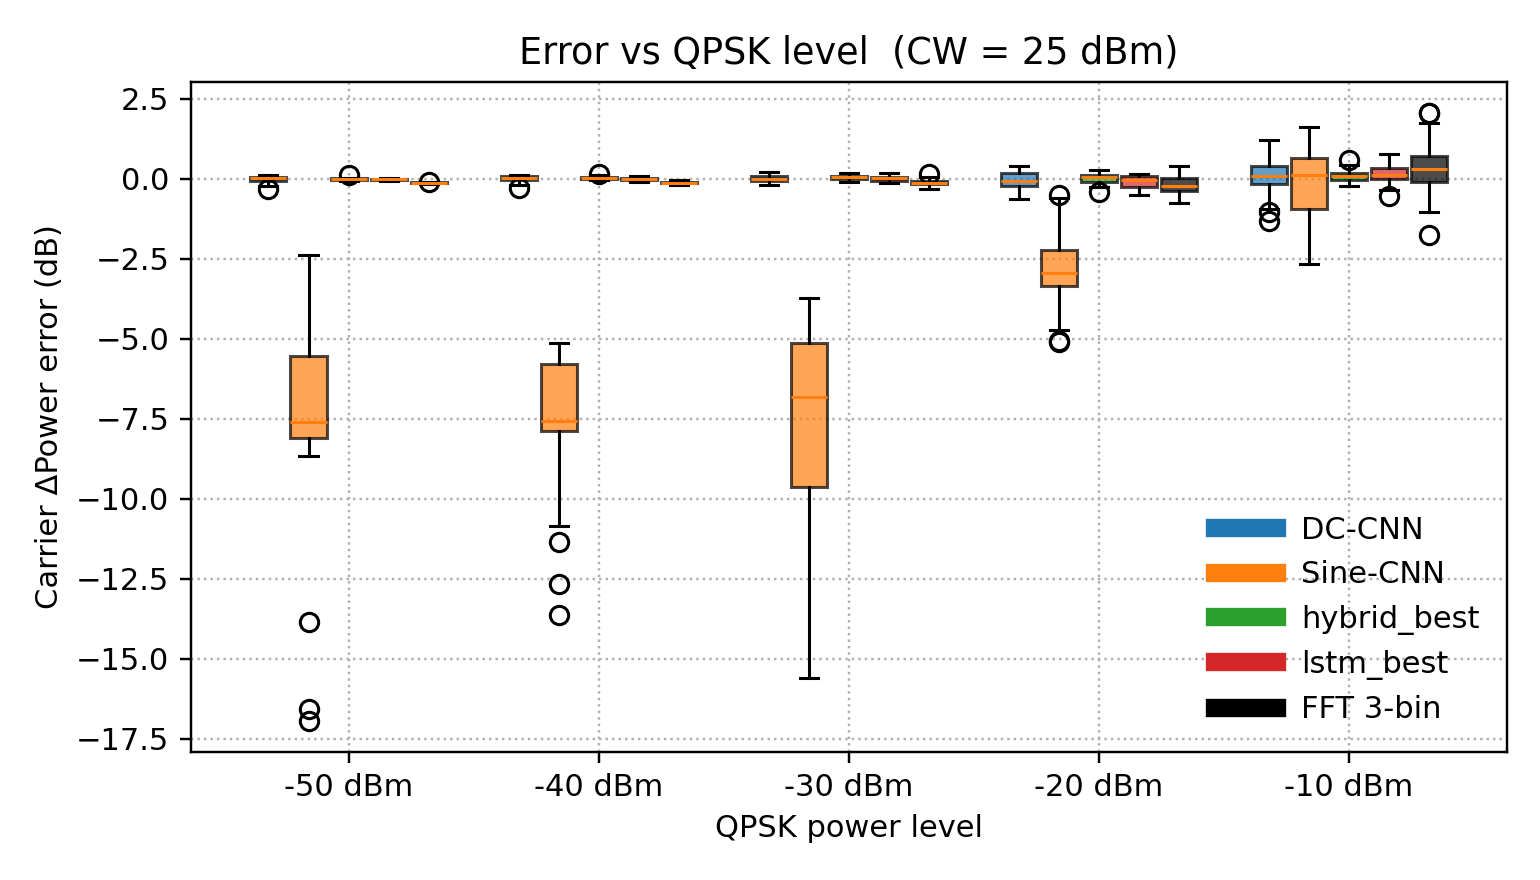 Error vs QPSK level  (CW = 25 dBm)
Carrier ΔPower error (dB)
2.5
0.0
−2.5
−5.0
−7.5
−10.0
−12.5
−15.0
−17.5
DC-CNN
Sine-CNN
hybrid_best
lstm_best
FFT 3-bin
-50 dBm
-40 dBm
-30 dBm
-20 dBm
-10 dBm
QPSK power level